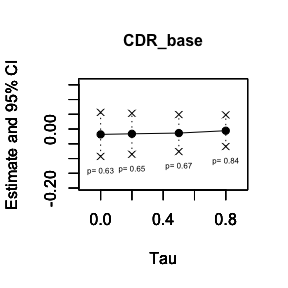 CDR_base
Estimate and 95% CI
0.00
-0.20
p= 0.63
p= 0.65
p= 0.67
p= 0.84
0.0
0.4
0.8
Tau